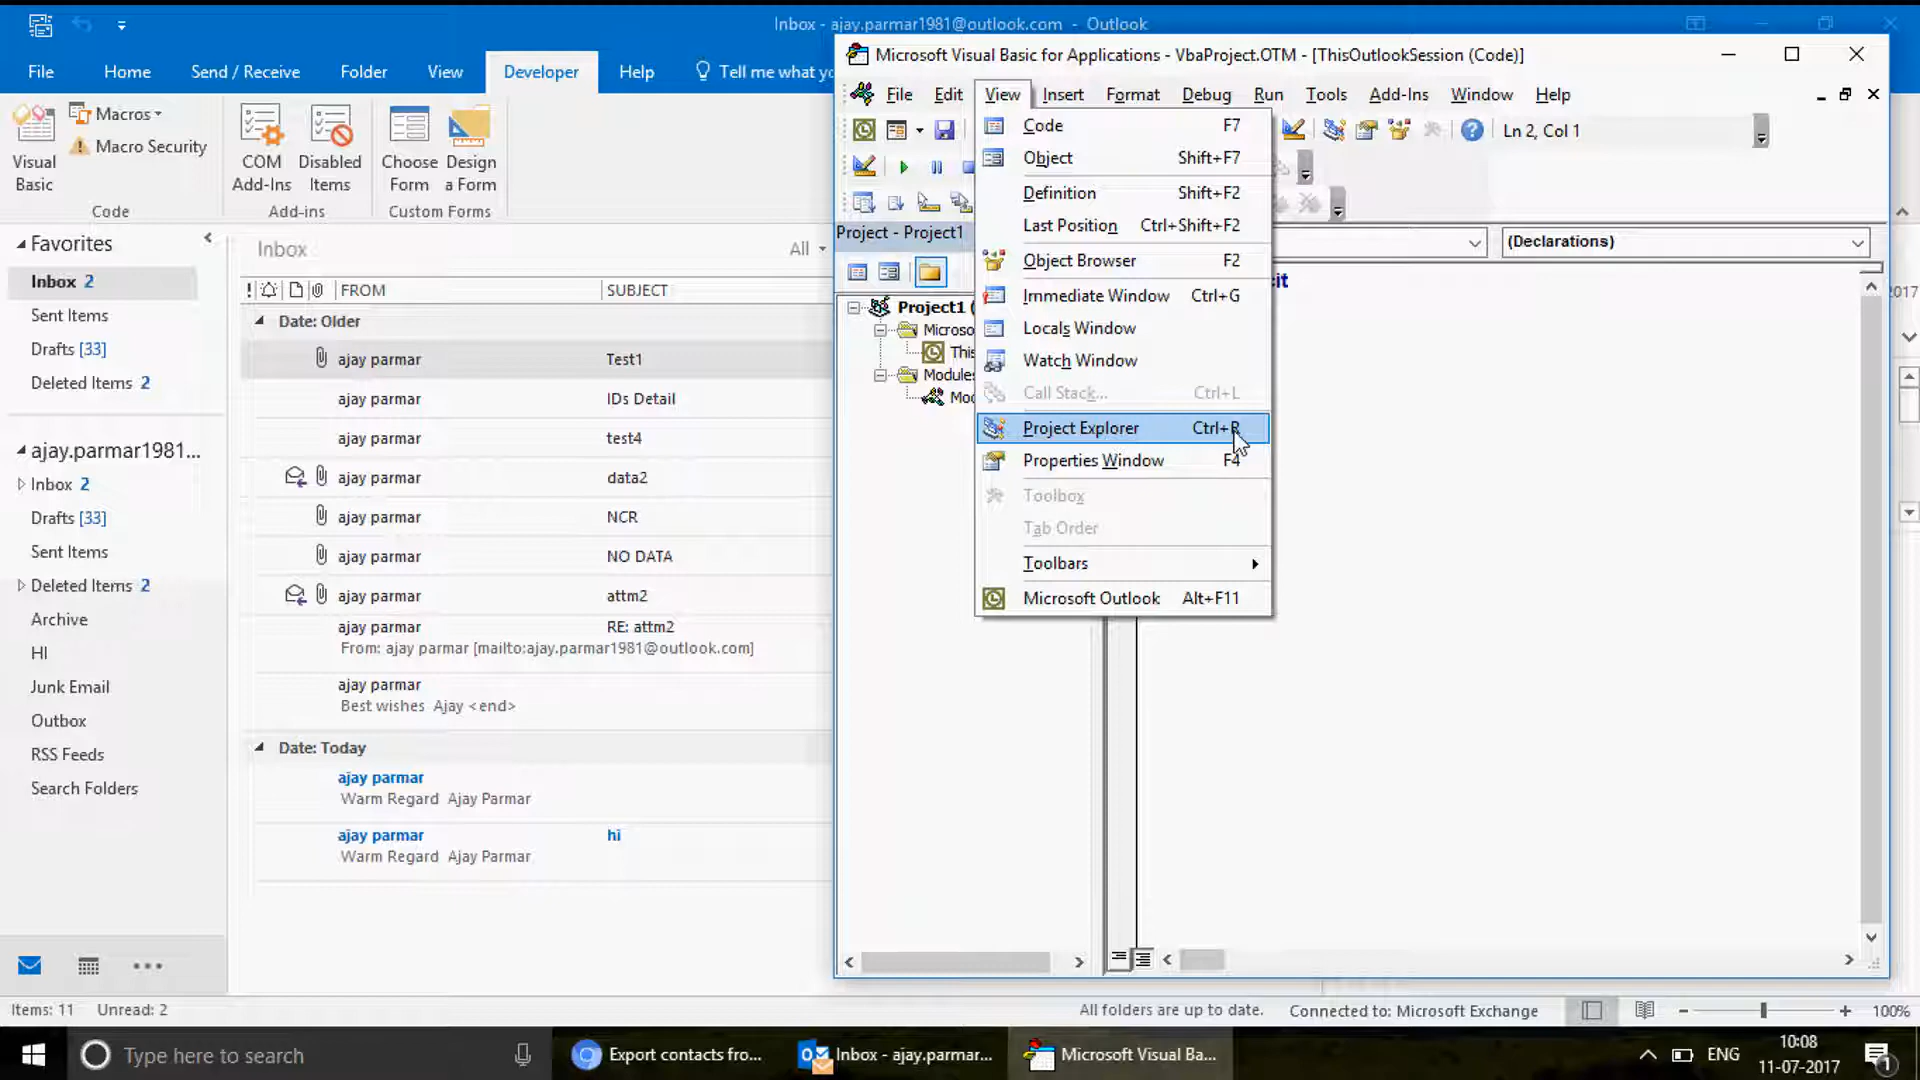 Inbox - ajay.parmar1981@outlook.com - Outlook
File Home Send / Receive Folder View Developer Help Tell me what you
Visual Basic
Macros
Macro Security
Code
COM Add-Ins
Disabled Items
Add-ins
Choose Form
Design a Form
Custom Forms
Favorites
Inbox 2
Sent Items
Drafts [33]
Deleted Items 2
ajay.parmar1981...
Inbox 2
Drafts [33]
Sent Items
Deleted Items 2
Archive
HI
Junk Email
Outbox
RSS Feeds
Search Folders
Inbox All
! FROM SUBJECT
Date: Older
ajay parmar Test1
ajay parmar IDs Detail
ajay parmar test4
ajay parmar data2
ajay parmar NCR
ajay parmar NO DATA
ajay parmar attm2
ajay parmar RE: attm2
From: ajay parmar [mailto:ajay.parmar1981@outlook.com]
ajay parmar
Best wishes Ajay <end>
Date: Today
ajay parmar
Warm Regard Ajay Parmar
ajay parmar hi
Warm Regard Ajay Parmar
Microsoft Visual Basic for Applications - VbaProject.OTM - [ThisOutlookSession (Code)]
File Edit View Insert Format Debug Run Tools Add-Ins Window Help
Ln 2, Col 1
Project - Project1
(Declarations)
Project1 (
Microso
This
Modules
Mod
cit
2017
Code F7
Object Shift+F7
Definition Shift+F2
Last Position Ctrl+Shift+F2
Object Browser F2
Immediate Window Ctrl+G
Locals Window
Watch Window
Call Stack... Ctrl+L
Project Explorer Ctrl+R
Properties Window F4
Toolbox
Tab Order
Toolbars
Microsoft Outlook Alt+F11
Items: 11 Unread: 2 All folders are up to date. Connected to: Microsoft Exchange 100%
Type here to search
Export contacts fro...
Inbox - ajay.parmar...
Microsoft Visual Ba...
ENG
10:08
11-07-2017
1